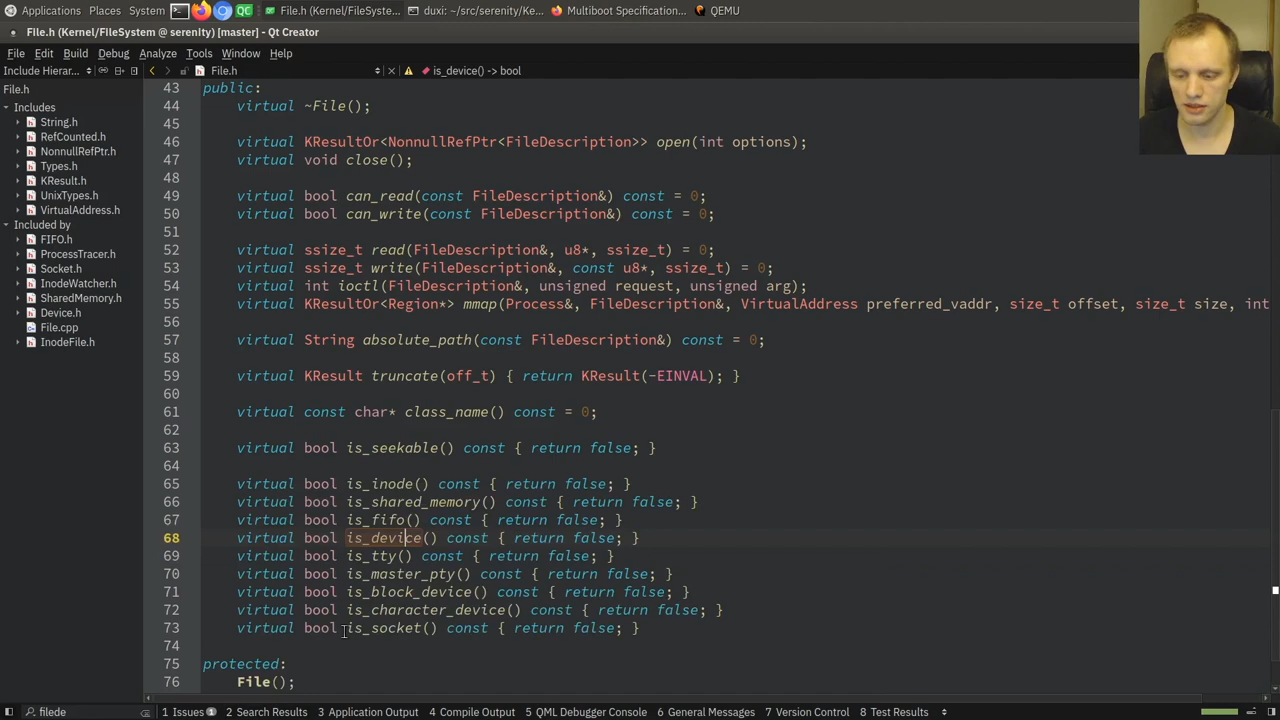 Applications Places System QC File.h (Kernel/FileSyste... duxi: ~/src/serenity/Ke... Multiboot Specification... QEMU
File.h (Kernel/FileSystem @ serenity) [master] - Qt Creator
File Edit Build Debug Analyze Tools Window Help
Include Hierar... File.h is_device() -> bool
File.h
Includes
String.h
RefCounted.h
NonnullRefPtr.h
Types.h
KResult.h
UnixTypes.h
VirtualAddress.h
Included by
FIFO.h
ProcessTracer.h
Socket.h
InodeWatcher.h
SharedMemory.h
Device.h
File.cpp
InodeFile.h
43 public:
44 virtual ~File();
45
46 virtual KResultOr<NonnullRefPtr<FileDescription>> open(int options);
47 virtual void close();
48
49 virtual bool can_read(const FileDescription&) const = 0;
50 virtual bool can_write(const FileDescription&) const = 0;
51
52 virtual ssize_t read(FileDescription&, u8*, ssize_t) = 0;
53 virtual ssize_t write(FileDescription&, const u8*, ssize_t) = 0;
54 virtual int ioctl(FileDescription&, unsigned request, unsigned arg);
55 virtual KResultOr<Region*> mmap(Process&, FileDescription&, VirtualAddress preferred_vaddr, size_t offset, size_t size, int
56
57 virtual String absolute_path(const FileDescription&) const = 0;
58
59 virtual KResult truncate(off_t) { return KResult(-EINVAL); }
60
61 virtual const char* class_name() const = 0;
62
63 virtual bool is_seekable() const { return false; }
64
65 virtual bool is_inode() const { return false; }
66 virtual bool is_shared_memory() const { return false; }
67 virtual bool is_fifo() const { return false; }
68 virtual bool is_device() const { return false; }
69 virtual bool is_tty() const { return false; }
70 virtual bool is_master_pty() const { return false; }
71 virtual bool is_block_device() const { return false; }
72 virtual bool is_character_device() const { return false; }
73 virtual bool is_socket() const { return false; }
74
75 protected:
76 File();
filede 1 Issues 1 2 Search Results 3 Application Output 4 Compile Output 5 QML Debugger Console 6 General Messages 7 Version Control 8 Test Results